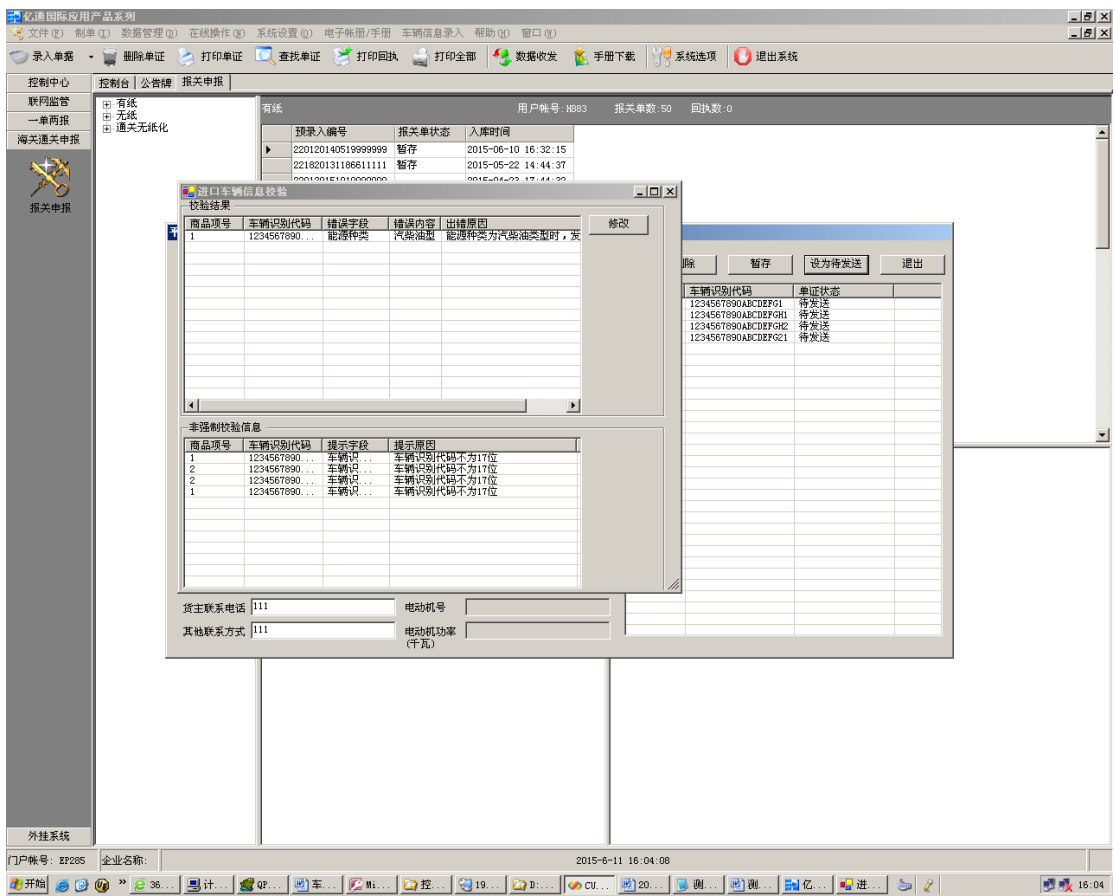 亿通国际应用产品系列
文件(F) 制单(I) 数据管理(D) 在线操作(W) 系统设置(O) 电子帐册/手册 车辆信息录入 帮助(H) 窗口(W)
录入单据 删除单证 打印单证 查找单证 打印回执 打印全部 数据收发 手册下载 系统选项 退出系统
控制中心 控制台 公告牌 报关申报
联网监管
一单两报
海关通关申报
报关申报
外挂系统
有纸
无纸
通关无纸化
有纸 用户帐号:H883 报关单数:50 回执数:0
预录入编号 报关单状态 入库时间
220120140519999999 暂存 2015-06-10 16:32:15
221820131186611111 暂存 2015-05-22 14:44:37
进口车辆信息校验
校验结果
商品项号 车辆识别代码 错误字段 错误内容 出错原因
1 1234567890... 能源种类 汽柴油型 能源种类为汽柴油类型时，发
修改
非强制校验信息
商品项号 车辆识别代码 提示字段 提示原因
1 1234567890... 车辆识... 车辆识别代码不为17位
2 1234567890... 车辆识... 车辆识别代码不为17位
2 1234567890... 车辆识... 车辆识别代码不为17位
1 1234567890... 车辆识... 车辆识别代码不为17位
除 暂存 设为待发送 退出
车辆识别代码 单证状态
1234567890ABCDEFG1 待发送
1234567890ABCDEFGH1 待发送
1234567890ABCDEFGH2 待发送
1234567890ABCDEFG21 待发送
货主联系电话 111 电动机号
其他联系方式 111 电动机功率
(千瓦)
门户帐号: EP285 企业名称: 2015-6-11 16:04:08
开始 » 36... 计... QP... 车... Mi... 控... 19... D:... CU... 20... 测... 测... 亿... 进... 16:04